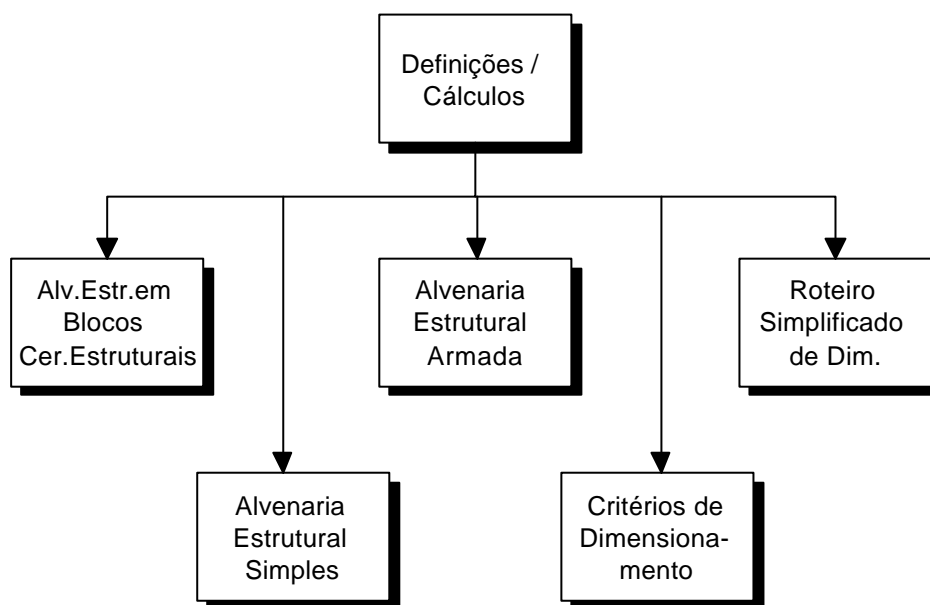 Definições /
Cálculos
Alv.Estr.em
Blocos
Cer.Estruturais
Alvenaria
Estrutural
Armada
Roteiro
Simplificado
de Dim.
Alvenaria
Estrutural
Simples
Critérios de
Dimensiona-
mento